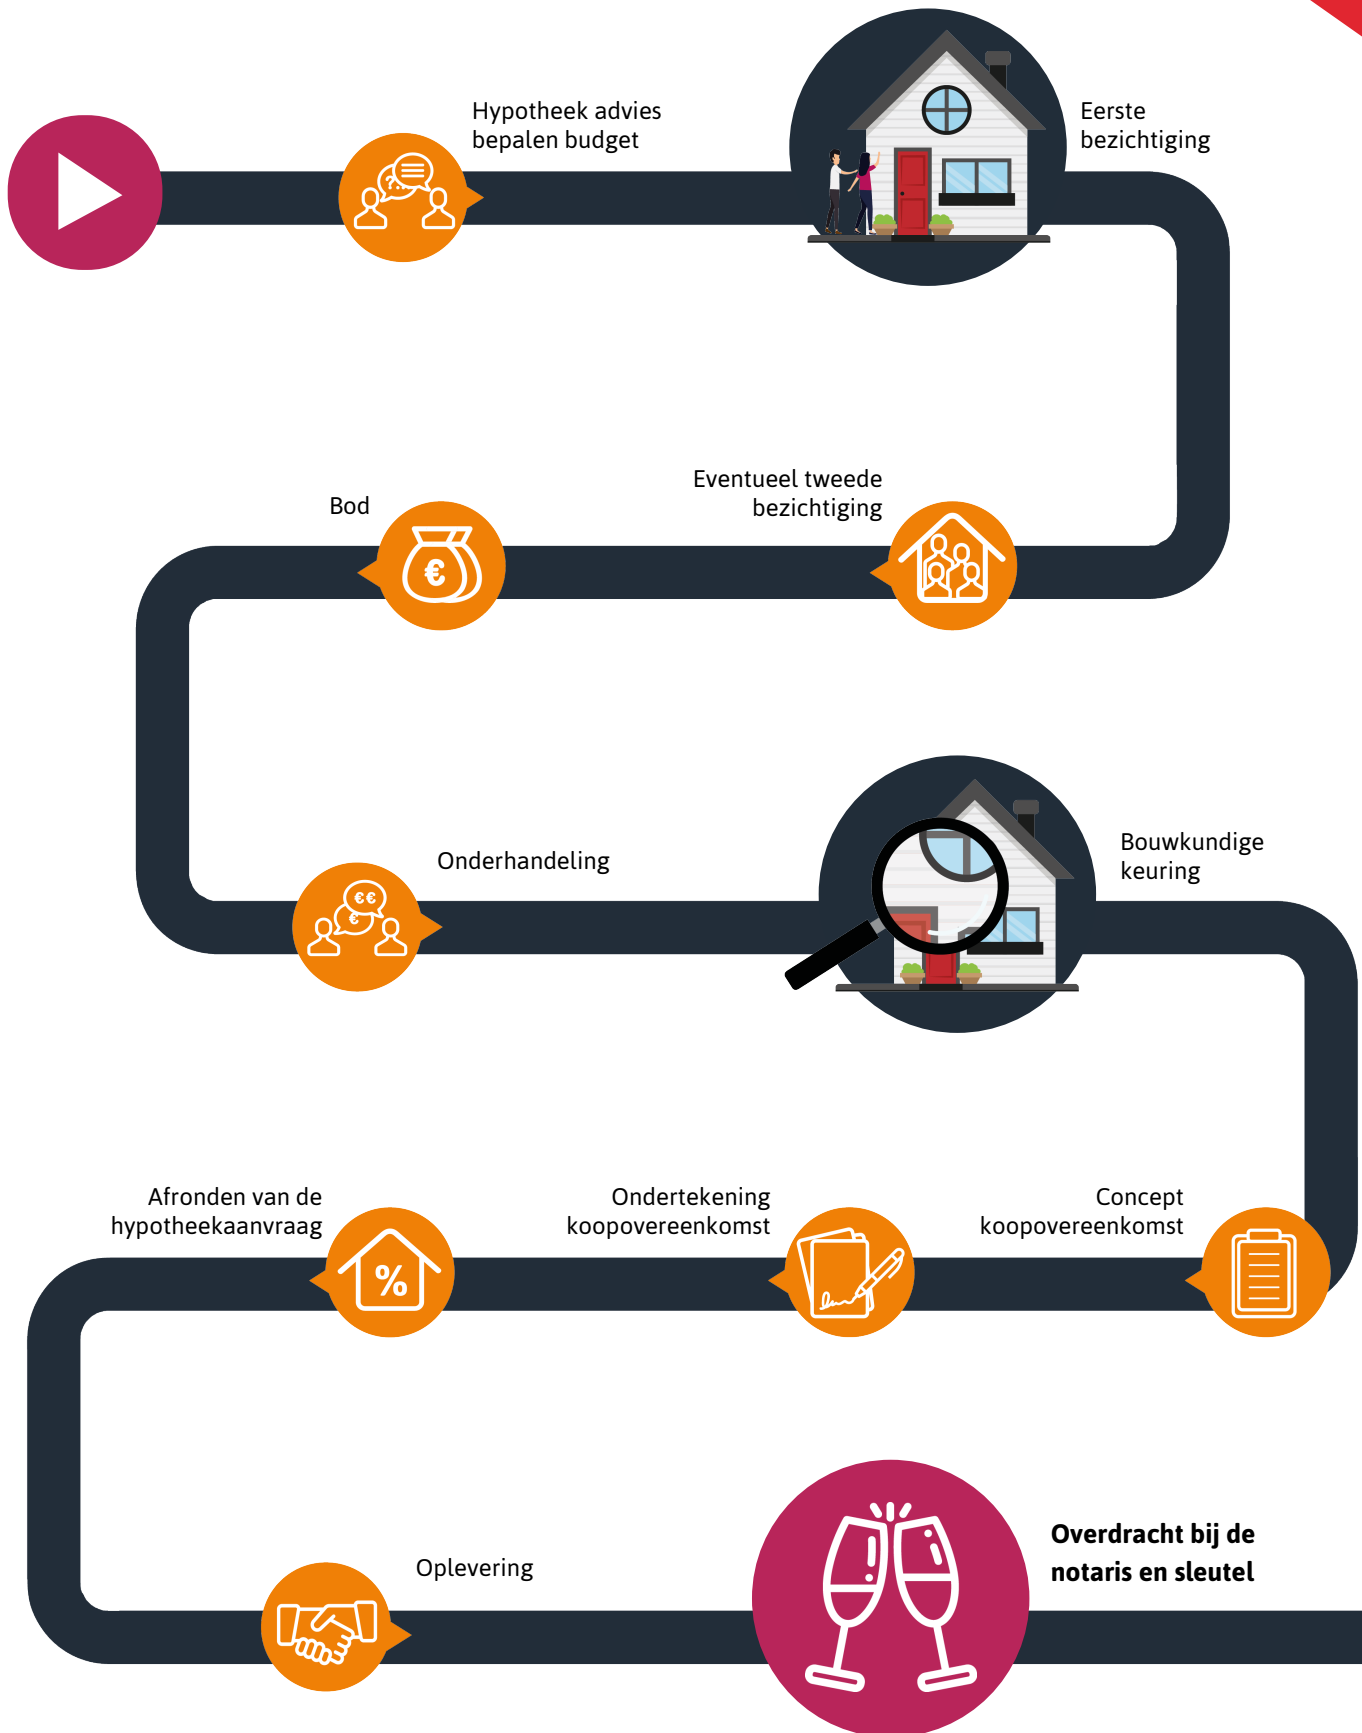 Hypotheek advies
bepalen budget
?...
Eerste
bezichtiging
Eventueel tweede
bezichtiging
Bod
€
Onderhandeling
€€
€
Bouwkundige
keuring
Concept
koopovereenkomst
Ondertekening
koopovereenkomst
Afronden van de
hypotheekaanvraag
%
Oplevering
Overdracht bij de
notaris en sleutel